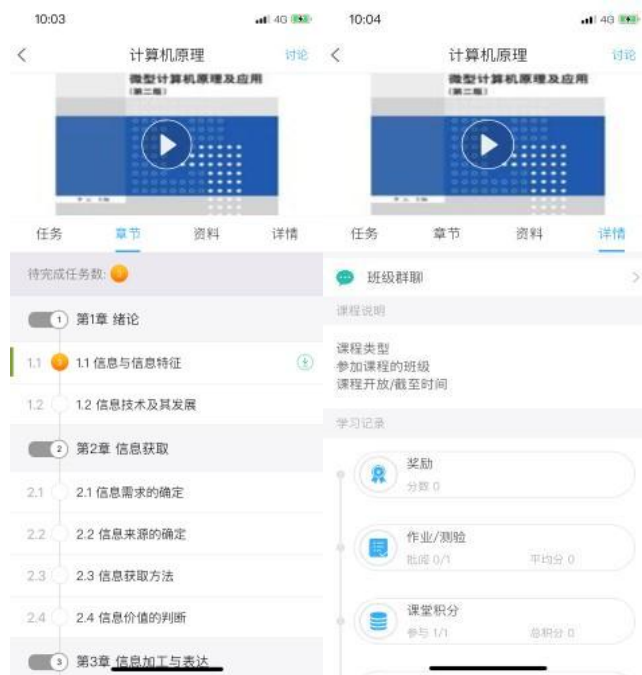 10:03
4G
计算机原理
讨论
微型计算机原理及应用
(第二版)
任务
章节
资料
详情
待完成任务数:
1
第1章 绪论
1.1
1.1 信息与信息特征
1.2
1.2 信息技术及其发展
2
第2章 信息获取
2.1
2.1 信息需求的确定
2.2
2.2 信息来源的确定
2.3
2.3 信息获取方法
2.4
2.4 信息价值的判断
3
第3章 信息加工与表达
10:04
4G
计算机原理
讨论
微型计算机原理及应用
(第二版)
任务
章节
资料
详情
班级群聊
课程说明
课程类型
参加课程的班级
课程开放/截至时间
学习记录
奖励
分数 0
作业/测验
批阅 0/1
平均分 0
课堂积分
参与 1/1
总积分 0